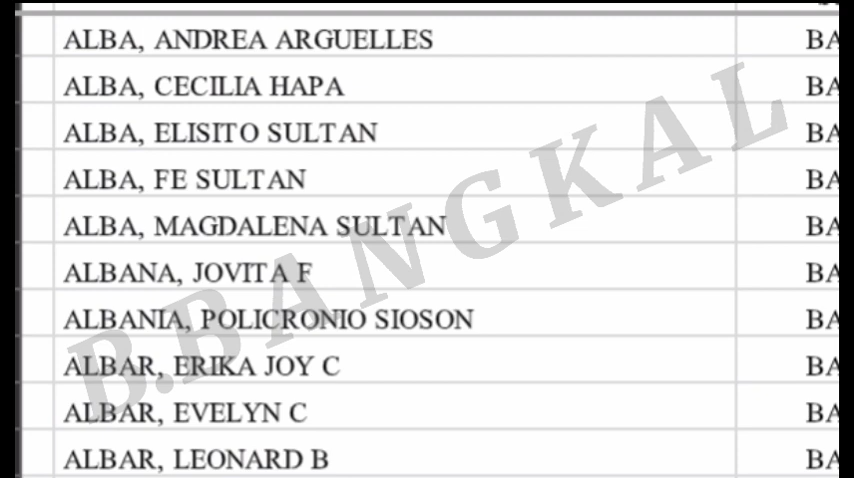 ALBA, ANDREA ARGUELLES BA
ALBA, CECILIA HAPA BA
ALBA, ELISITO SULTAN BA
ALBA, FE SULTAN BA
ALBA, MAGDALENA SULTAN BA
ALBANA, JOVITA F BA
ALBANIA, POLICRONIO SIOSON BA
ALBAR, ERIKA JOY C BA
ALBAR, EVELYN C BA
ALBAR, LEONARD B BA
B.BANGKAL